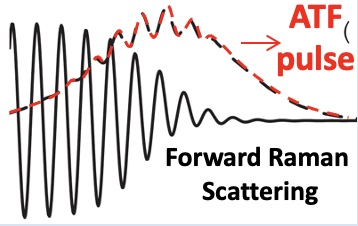 ATF (
pulse
Forward Raman
Scattering